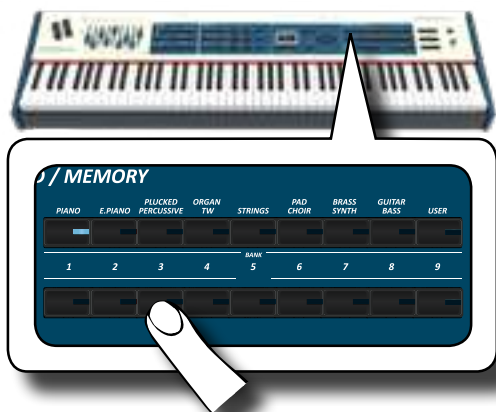 / MEMORY
PIANO E.PIANO PLUCKED PERCUSSIVE ORGAN TW STRINGS PAD CHOIR BRASS SYNTH GUITAR BASS USER
BANK
1 2 3 4 5 6 7 8 9